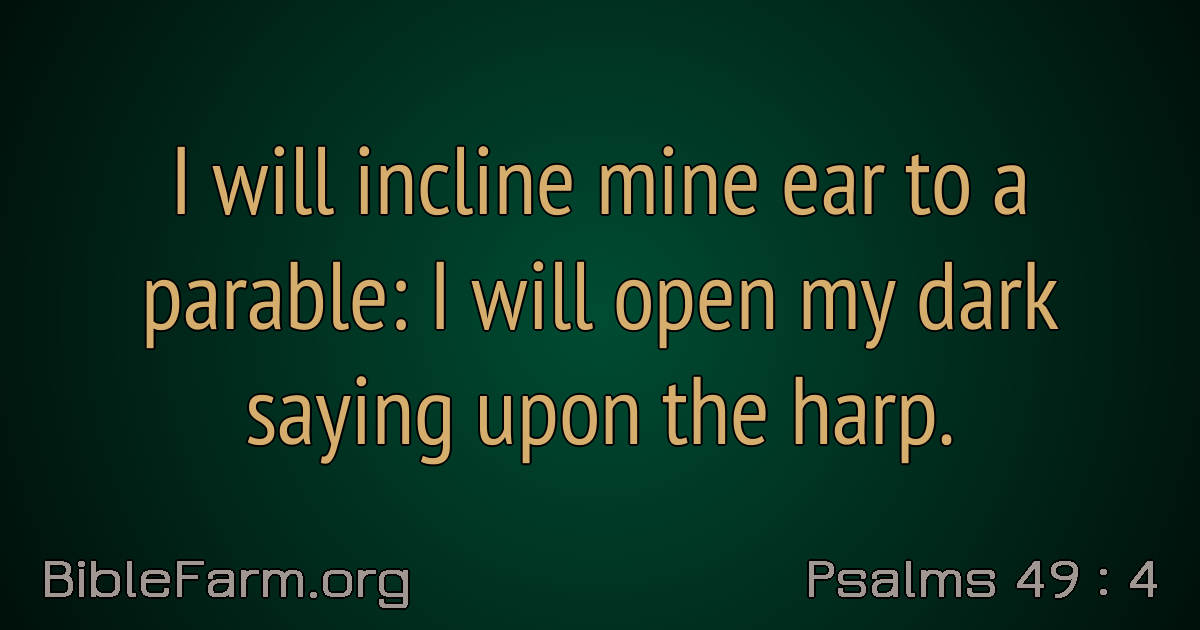 I will incline mine ear to a
parable: I will open my dark
saying upon the harp.
BibleFarm.org
Psalms 49 : 4